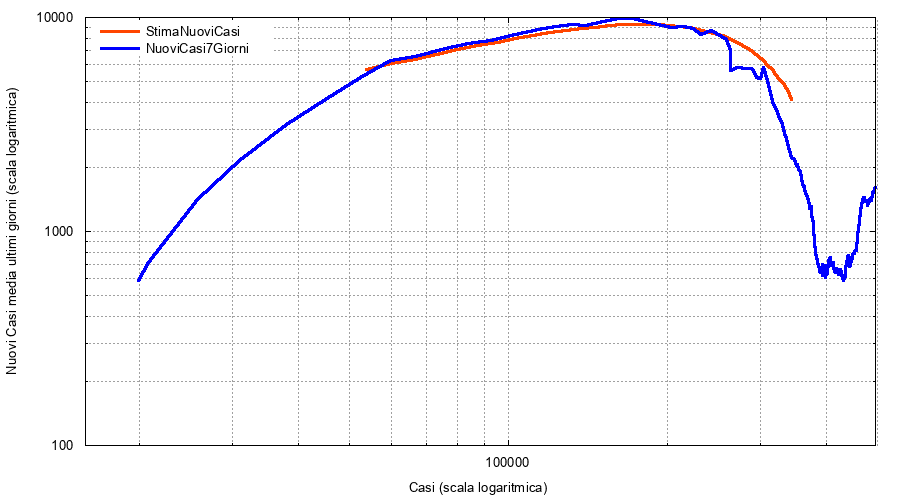 10000
StimaNuoviCasi
NuoviCasi7Giorni
Nuovi Casi media ultimi giorni (scala logaritmica)
1000
100
100000
Casi (scala logaritmica)